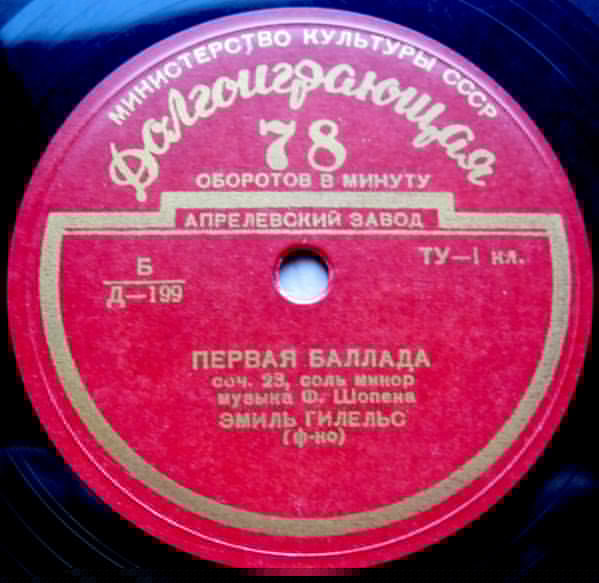 МИНИСТЕРСТВО КУЛЬТУРЫ СССР
Долгоиграющая
78
ОБОРОТОВ В МИНУТУ
АПРЕЛЕВСКИЙ ЗАВОД
Б
Д—199
ТУ—1 кл.
ПЕРВАЯ БАЛЛАДА
соч. 23, соль минор
музыка Ф. Шопена
ЭМИЛЬ ГИЛЕЛЬС
(ф-но)